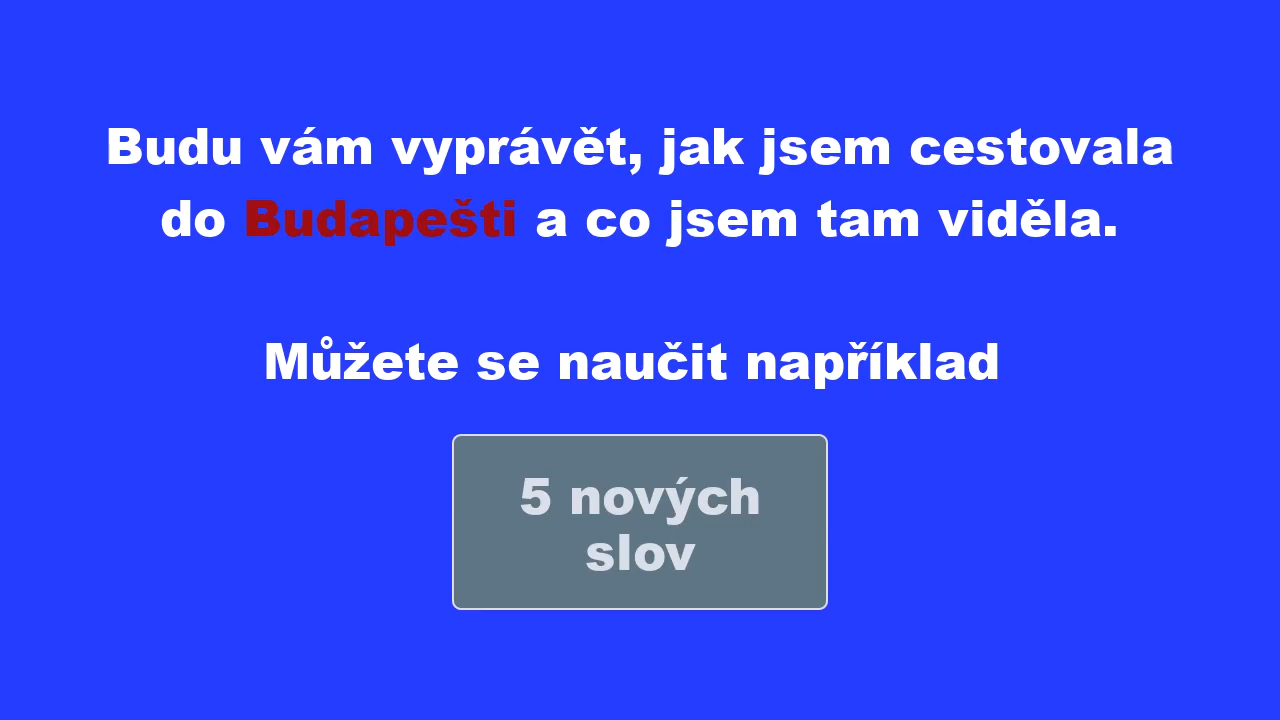 Budu vám vyprávět, jak jsem cestovala
do Budapešti a co jsem tam viděla.
Můžete se naučit například
5 nových
slov